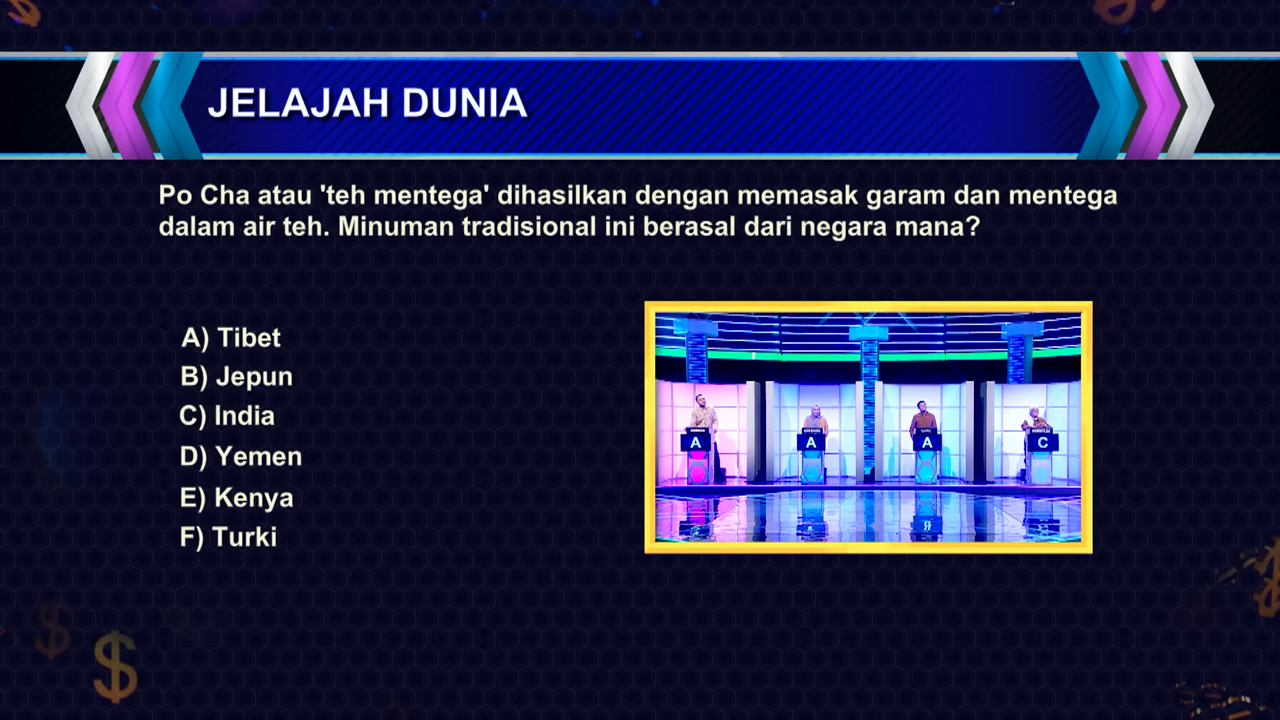 JELAJAH DUNIA
Po Cha atau 'teh mentega' dihasilkan dengan memasak garam dan mentega
dalam air teh. Minuman tradisional ini berasal dari negara mana?
A) Tibet
B) Jepun
C) India
D) Yemen
E) Kenya
F) Turki
A A A C